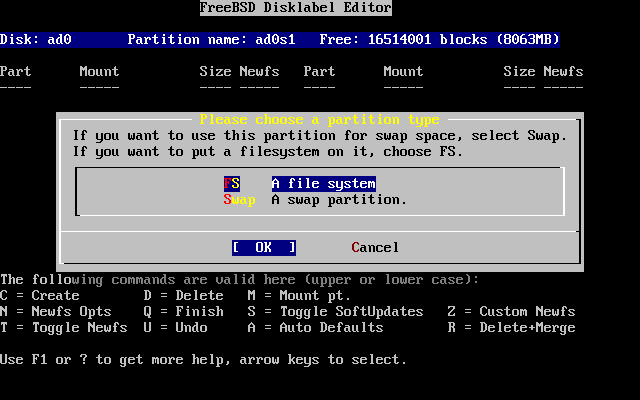 FreeBSD Disklabel Editor
Disk: ad0 Partition name: ad0s1 Free: 16514001 blocks (8063MB)
Part Mount Size Newfs Part Mount Size Newfs
---- ----- ---- ----- ---- ----- ---- -----
Please choose a partition type
If you want to use this partition for swap space, select Swap.
If you want to put a filesystem on it, choose FS.
FS A file system
Swap A swap partition.
[ OK ] Cancel
The following commands are valid here (upper or lower case):
C = Create D = Delete M = Mount pt.
N = Newfs Opts Q = Finish S = Toggle SoftUpdates Z = Custom Newfs
T = Toggle Newfs U = Undo A = Auto Defaults R = Delete+Merge
Use F1 or ? to get more help, arrow keys to select.